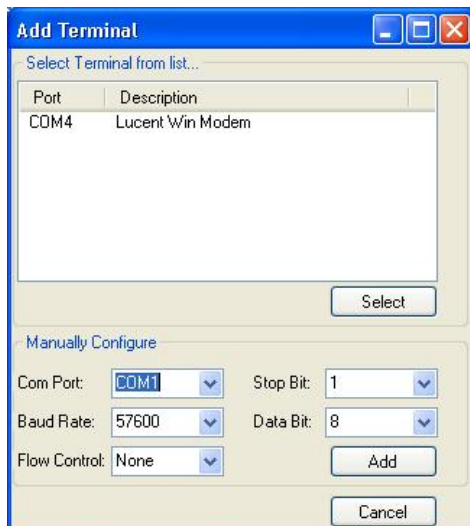 Add Terminal
Select Terminal from list...
Port Description
COM4 Lucent Win Modem
Select
Manually Configure
Com Port: COM1 Stop Bit: 1
Baud Rate: 57600 Data Bit: 8
Flow Control: None Add
Cancel